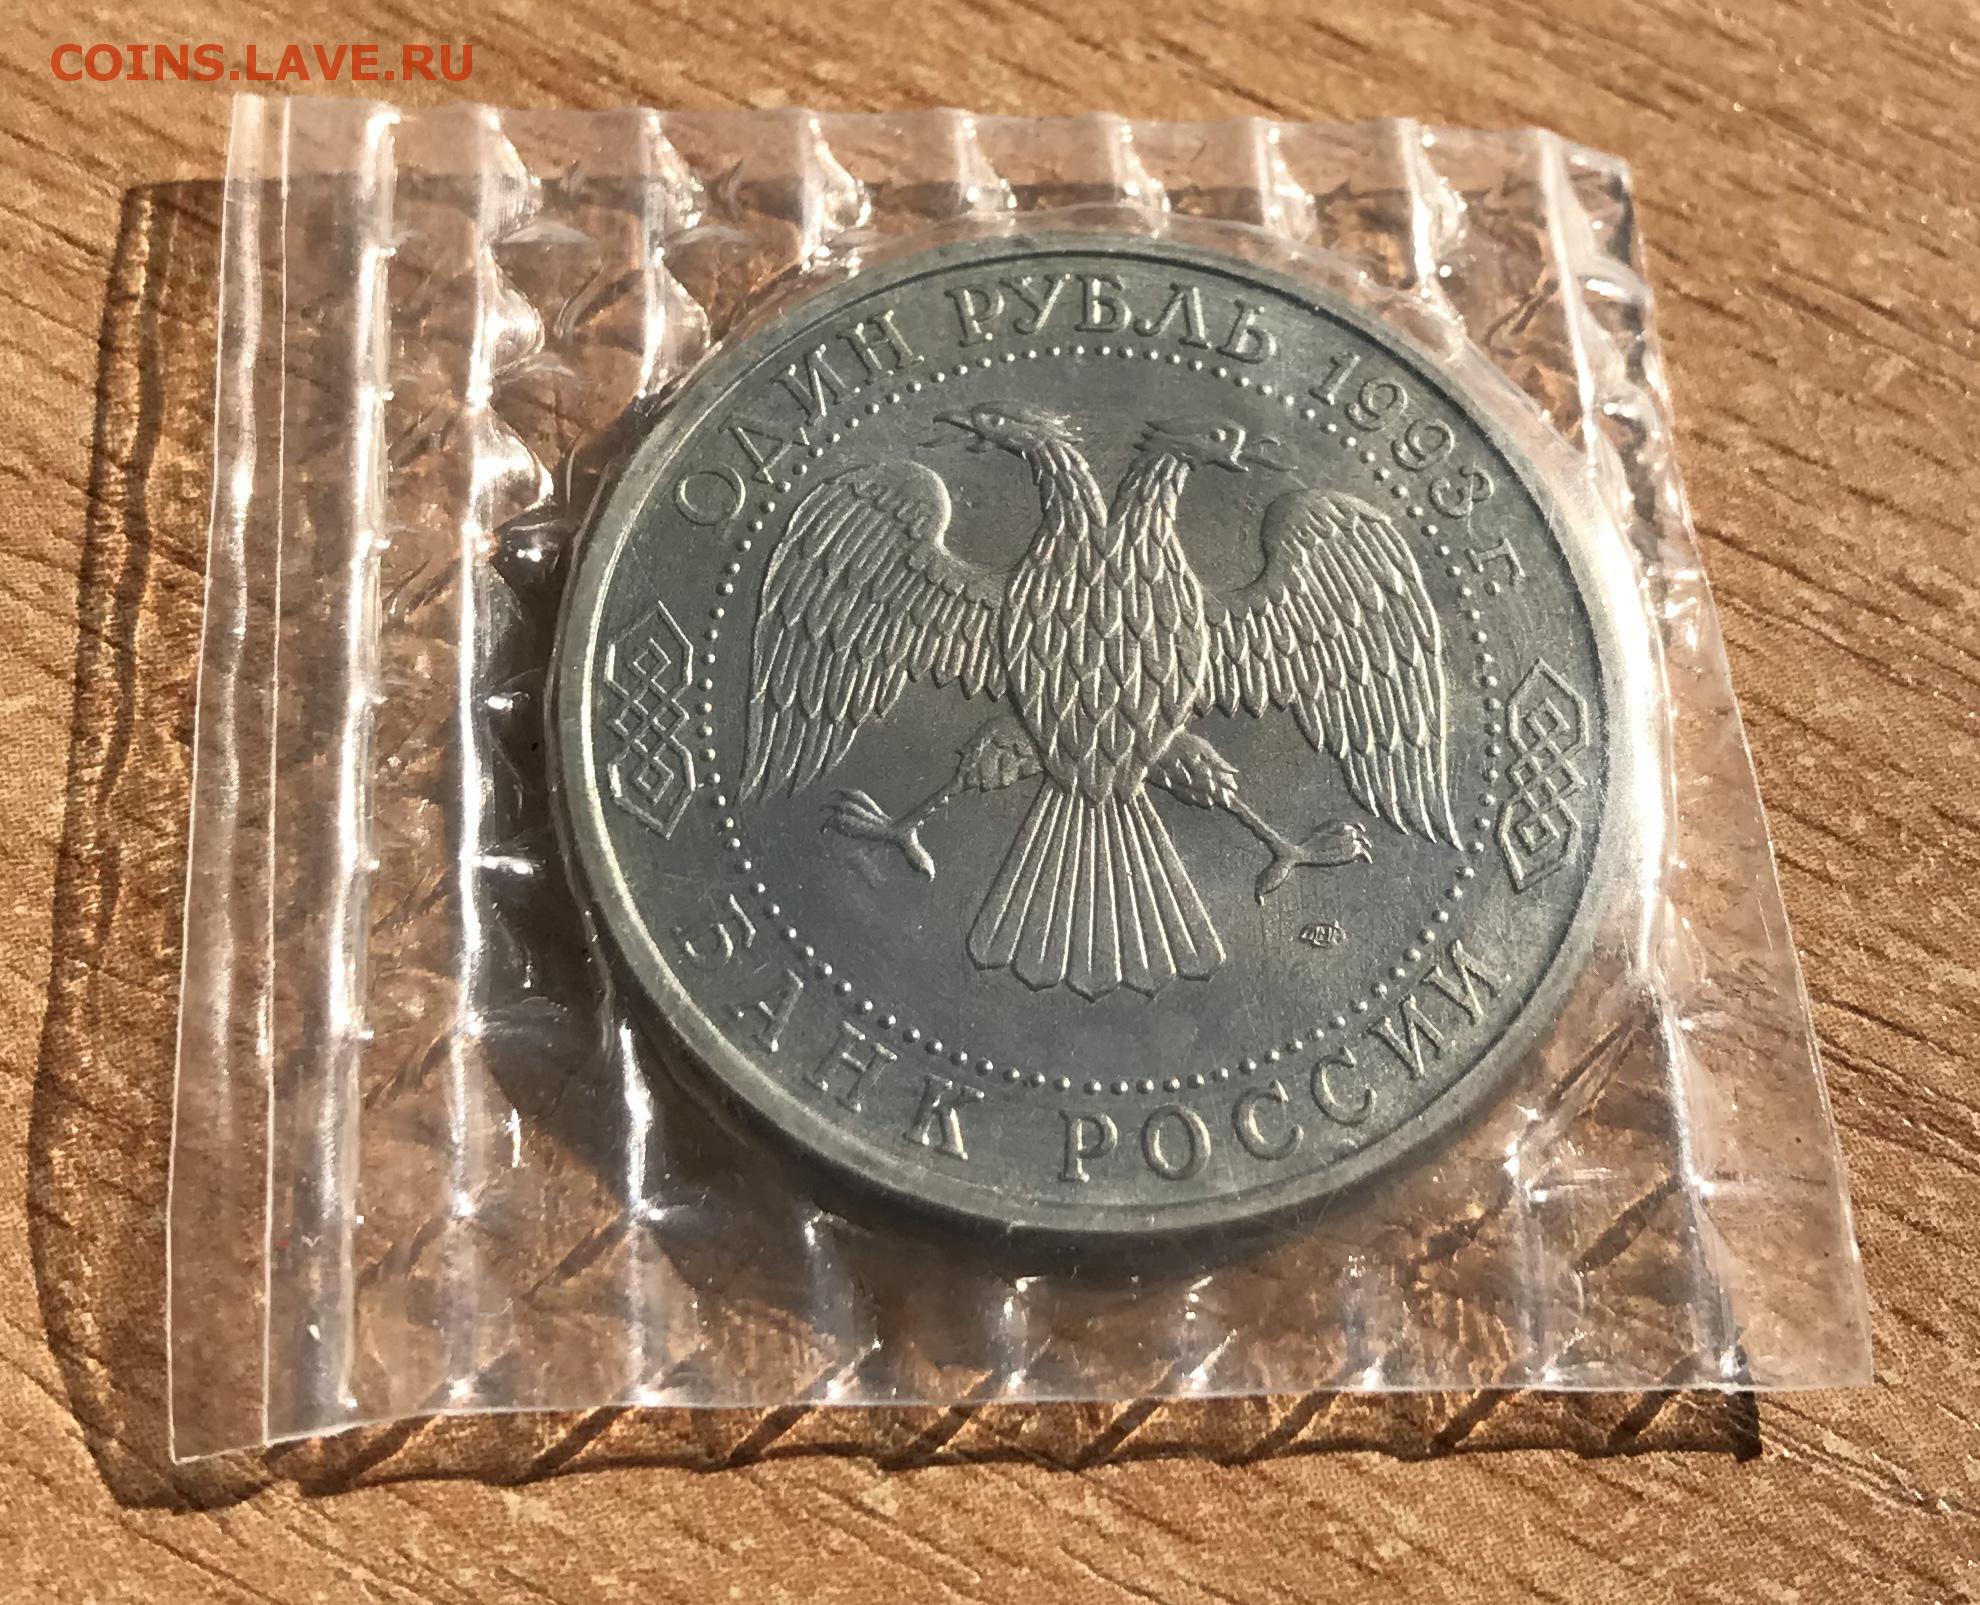 COINS.LAVE.RU
ОДИН РУБЛЬ 1993 г.
БАНК РОССИИ